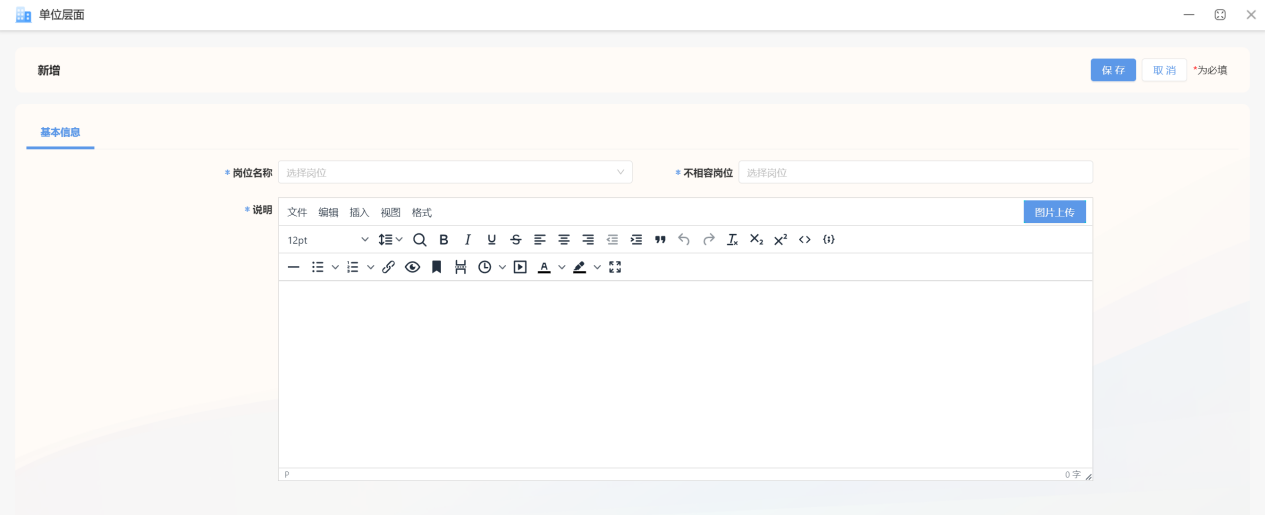 单位层面
新增
保存 取消 *为必填
基本信息
* 岗位名称 选择岗位 * 不相容岗位 选择岗位
* 说明 文件 编辑 插入 视图 格式 图片上传
12pt
P 0 字